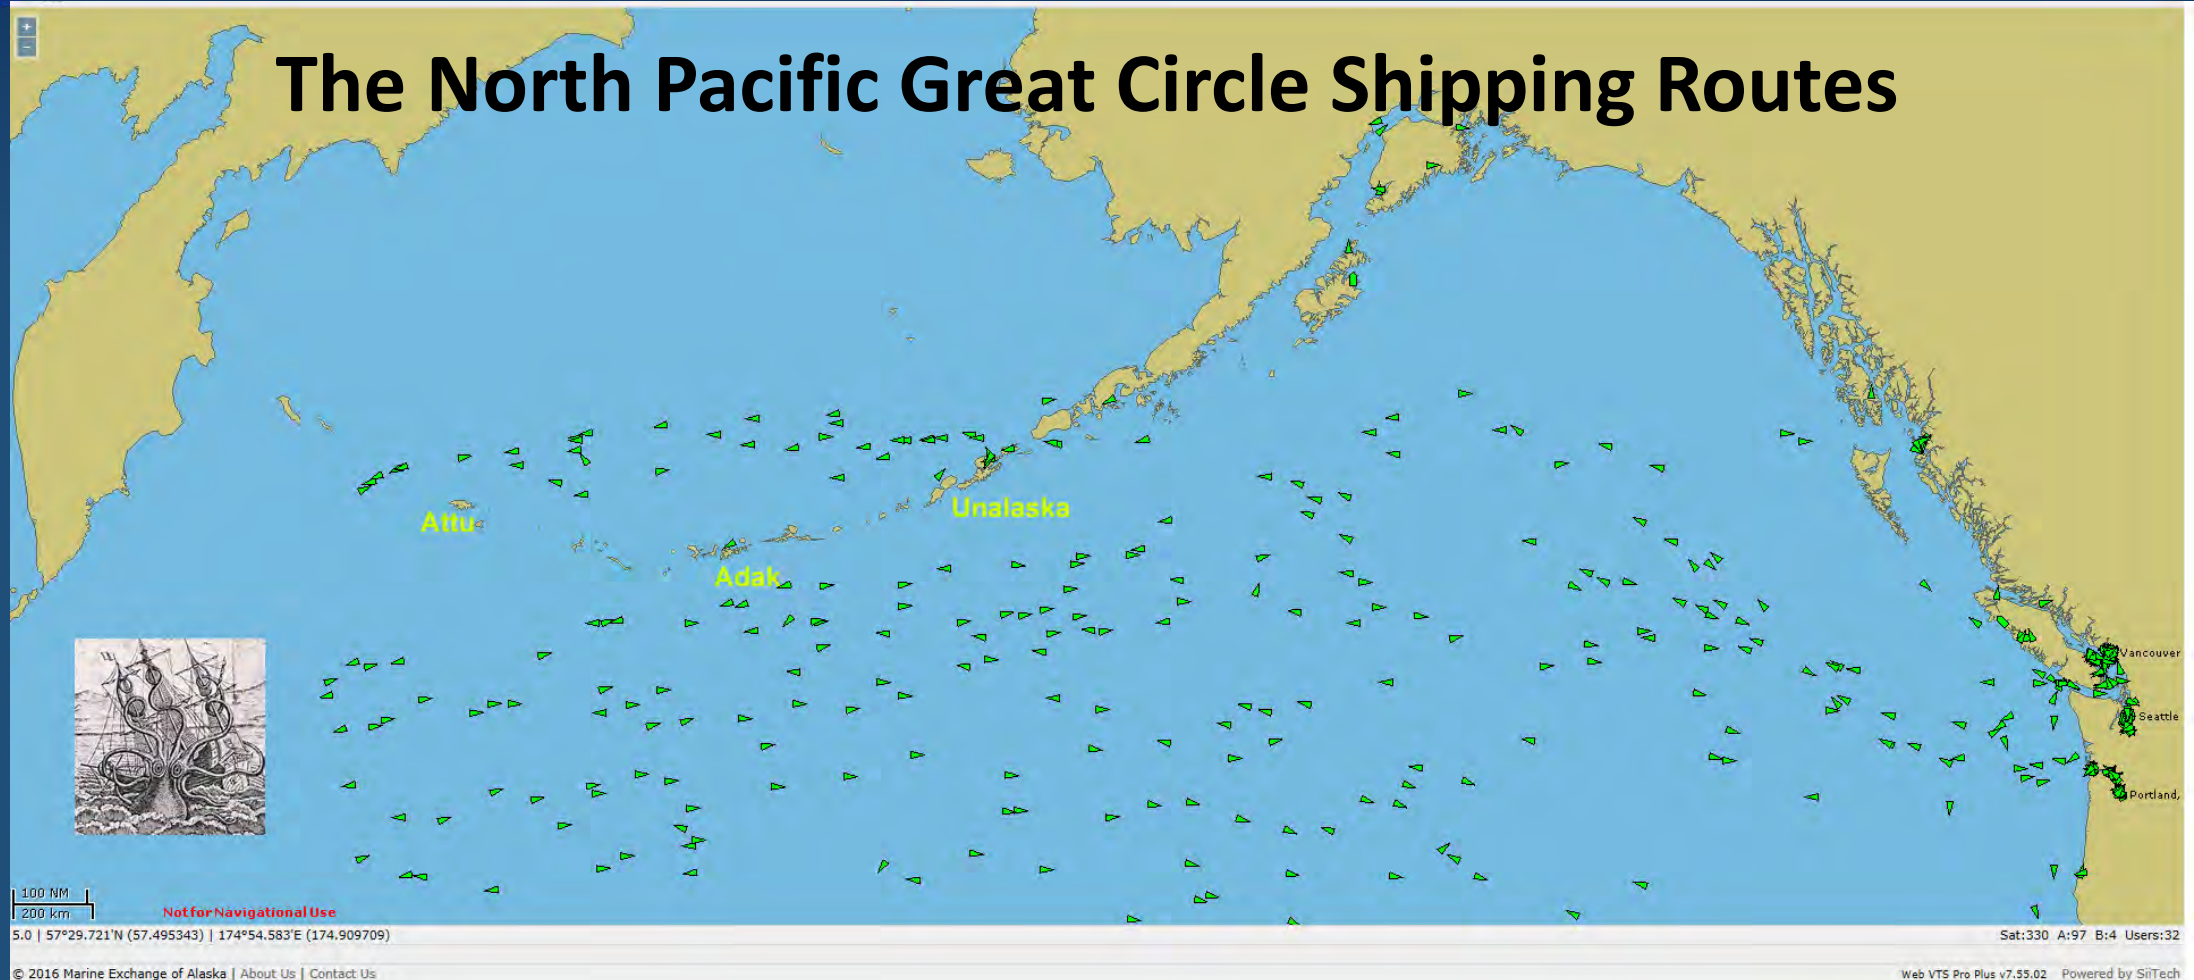 The North Pacific Great Circle Shipping Routes
+
−
Unalaska
Attu
Adak
Vancouver
Seattle
Portland,
100 NM
200 km
Not for Navigational Use
5.0 | 57°29.721'N (57.495343) | 174°54.583'E (174.909709)
Sat:330 A:97 B:4 Users:32
© 2016 Marine Exchange of Alaska | About Us | Contact Us
Web VTS Pro Plus v7.55.02 Powered by SiiTech